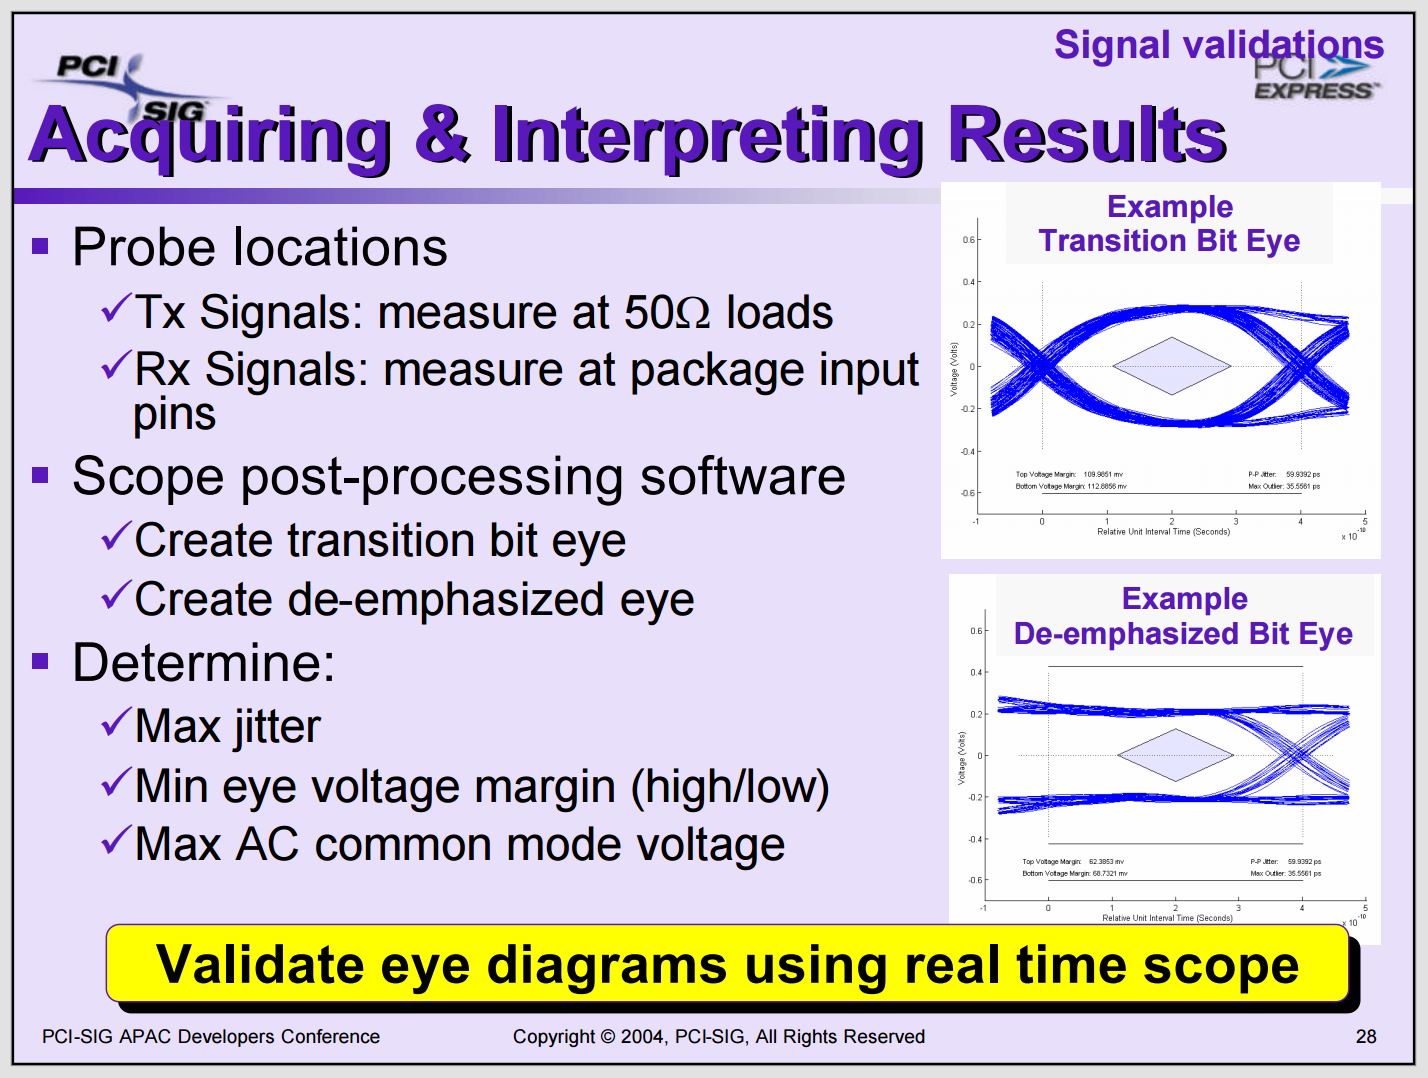 Signal validations
PCI
SIG
PCI
EXPRESS™
Acquiring & Interpreting Results
Probe locations
Tx Signals: measure at 50Ω loads
Rx Signals: measure at package input
pins
Scope post-processing software
Create transition bit eye
Create de-emphasized eye
Determine:
Max jitter
Min eye voltage margin (high/low)
Max AC common mode voltage
Example
Transition Bit Eye
0.6
0.4
0.2
0
-0.2
-0.4
-0.6
Voltage (Volts)
Top Voltage Margin: 109.9851 mv
Bottom Voltage Margin: 112.8856 mv
P-P Jitter: 59.9392 ps
Max Outlier: 35.5561 ps
-1 0 1 2 3 4 5
Relative Unit Interval Time (Seconds)
x 10^-10
Example
De-emphasized Bit Eye
0.6
0.4
0.2
0
-0.2
-0.4
-0.6
Voltage (Volts)
Top Voltage Margin: 62.3853 mv
Bottom Voltage Margin: 68.7321 mv
P-P Jitter: 59.9392 ps
Max Outlier: 35.5561 ps
-1 0 1 2 3 4 5
Relative Unit Interval Time (Seconds)
x 10^-10
Validate eye diagrams using real time scope
PCI-SIG APAC Developers Conference
Copyright © 2004, PCI-SIG, All Rights Reserved
28